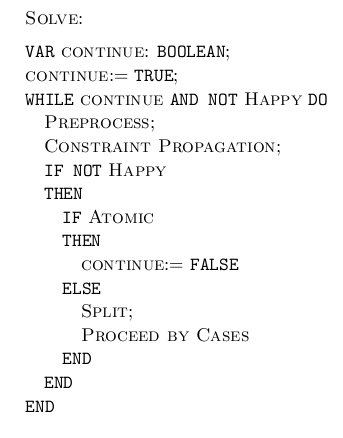 Solve:
VAR continue: BOOLEAN;
continue:= TRUE;
WHILE continue AND NOT Happy DO
Preprocess;
Constraint Propagation;
IF NOT Happy
THEN
IF Atomic
THEN
continue:= FALSE
ELSE
Split;
Proceed by Cases
END
END
END